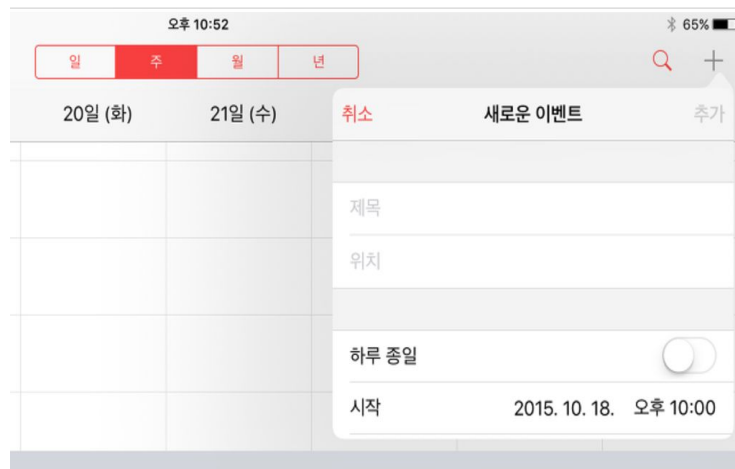 오후 10:52
65%
일 주 월 년
20일 (화) 21일 (수)
취소 새로운 이벤트 추가
제목
위치
하루 종일
시작 2015. 10. 18. 오후 10:00